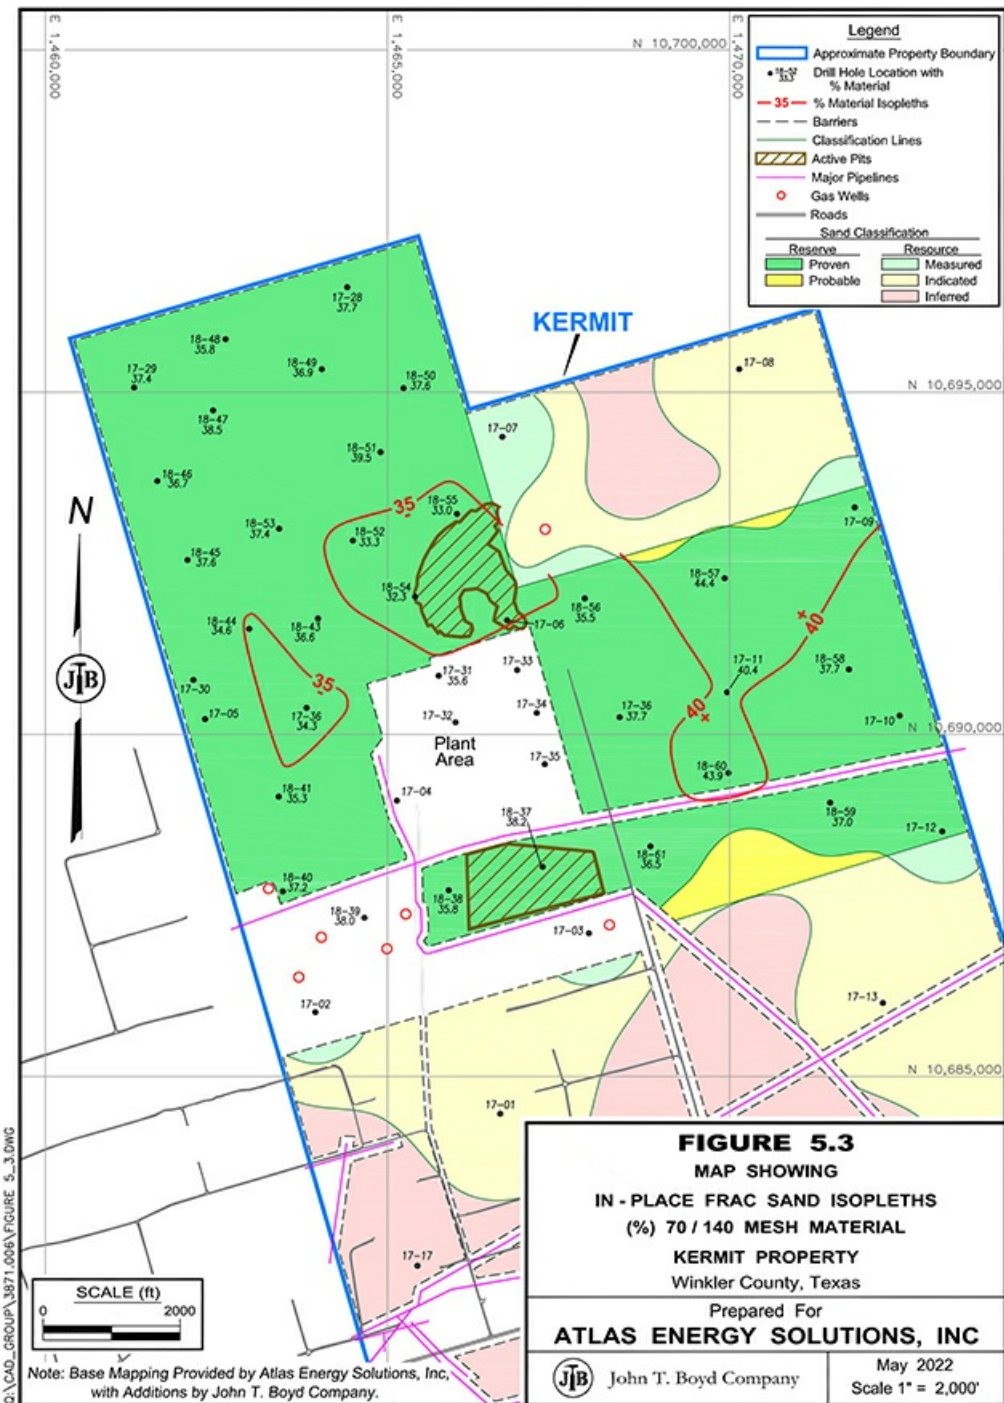 E 1,460,000
E 1,465,000
E 1,470,000
N 10,700,000
Legend
Approximate Property Boundary
18-52
33.3
Drill Hole Location with
% Material
35
% Material Isopleths
Barriers
Classification Lines
Active Pits
Major Pipelines
Gas Wells
Roads
Sand Classification
Reserve
Resource
Proven
Measured
Probable
Indicated
Inferred
KERMIT
17-28
37.7
18-48
35.8
18-49
36.9
17-29
37.4
18-50
37.6
17-08
N 10,695,000
18-47
38.5
17-07
18-51
39.5
18-46
36.7
35
-
18-55
33.0
17-09
N
18-53
37.4
18-52
33.3
18-45
37.6
18-57
44.4
18-54
32.3
18-56
35.5
18-44
34.6
18-43
36.6
17-06
+
40
17-33
17-31
35.6
17-11
40.4
18-58
37.7
JTB
17-30
35
-
17-05
17-36
34.3
17-32
17-34
17-36
37.7
40
+
17-10
N 10,690,000
Plant
Area
17-35
18-60
43.9
18-41
35.3
17-04
18-37
38.2
18-59
37.0
17-12
18-61
36.5
18-40
37.2
18-38
35.8
18-39
38.0
17-03
17-02
17-13
N 10,685,000
17-01
17-17
FIGURE 5.3
MAP SHOWING
IN - PLACE FRAC SAND ISOPLETHS
(%) 70 / 140 MESH MATERIAL
KERMIT PROPERTY
Winkler County, Texas
Prepared For
ATLAS ENERGY SOLUTIONS, INC
JTB
John T. Boyd Company
May 2022
Scale 1" = 2,000'
SCALE (ft)
0 2000
Note: Base Mapping Provided by Atlas Energy Solutions, Inc,
with Additions by John T. Boyd Company.
Q:\CAD_GROUP\3871.006\FIGURE 5_3.DWG